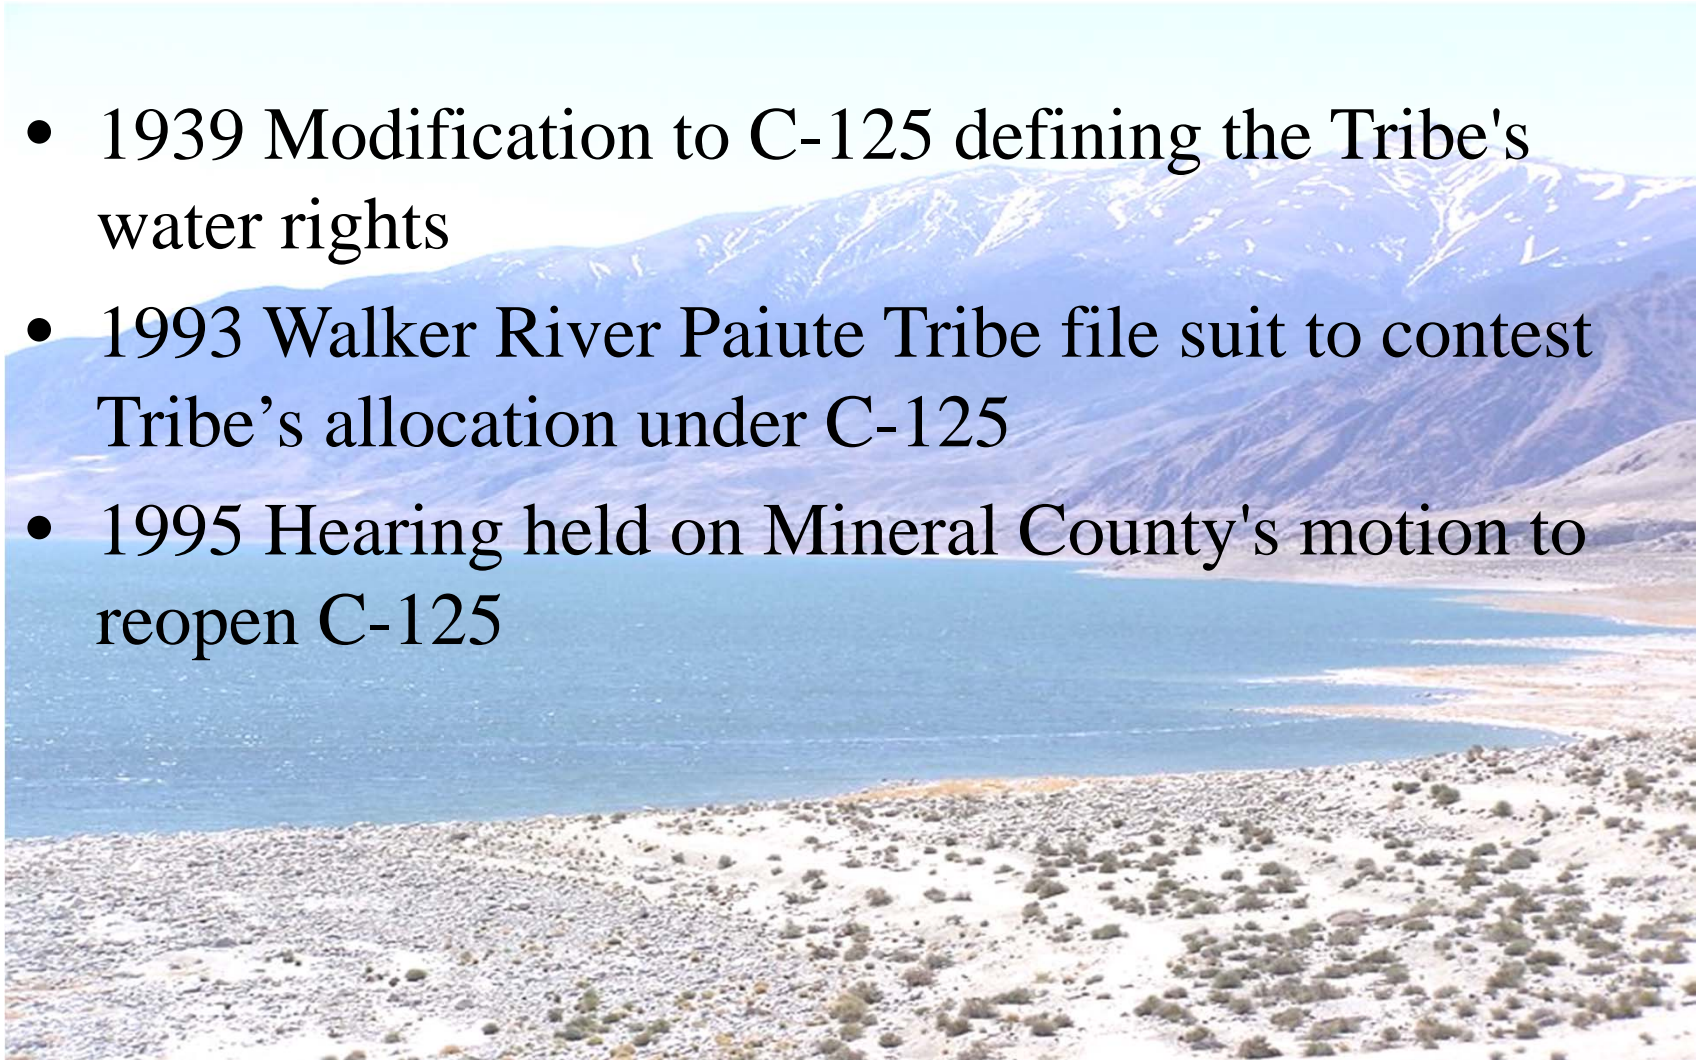 • 1939 Modification to C-125 defining the Tribe's
water rights
• 1993 Walker River Paiute Tribe file suit to contest
Tribe’s allocation under C-125
• 1995 Hearing held on Mineral County's motion to
reopen C-125